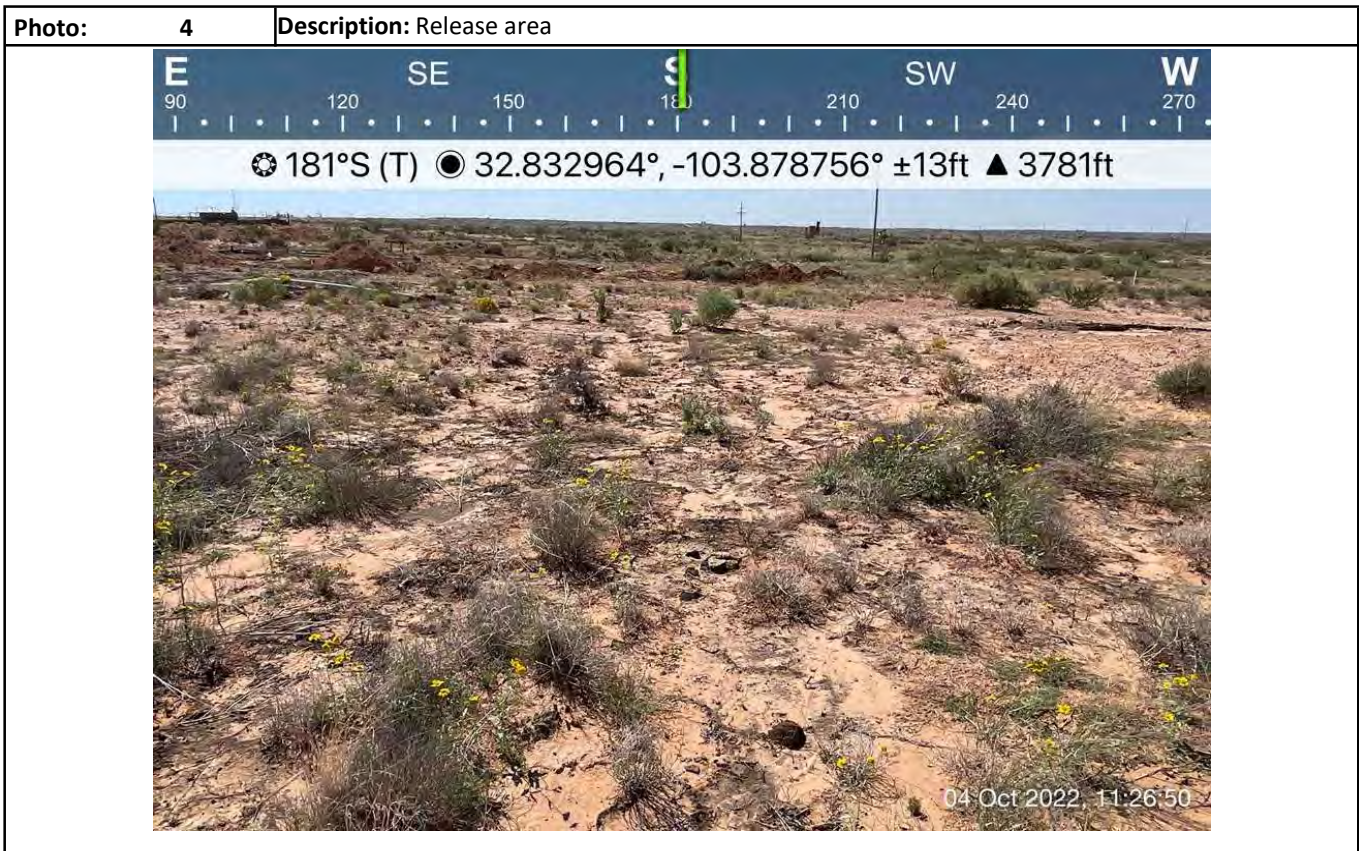 Photo: 4 Description: Release area
E SE S SW W
90 120 150 180 210 240 270
181°S (T) 32.832964°, -103.878756° ±13ft ▲ 3781ft
04 Oct 2022, 11:26:50